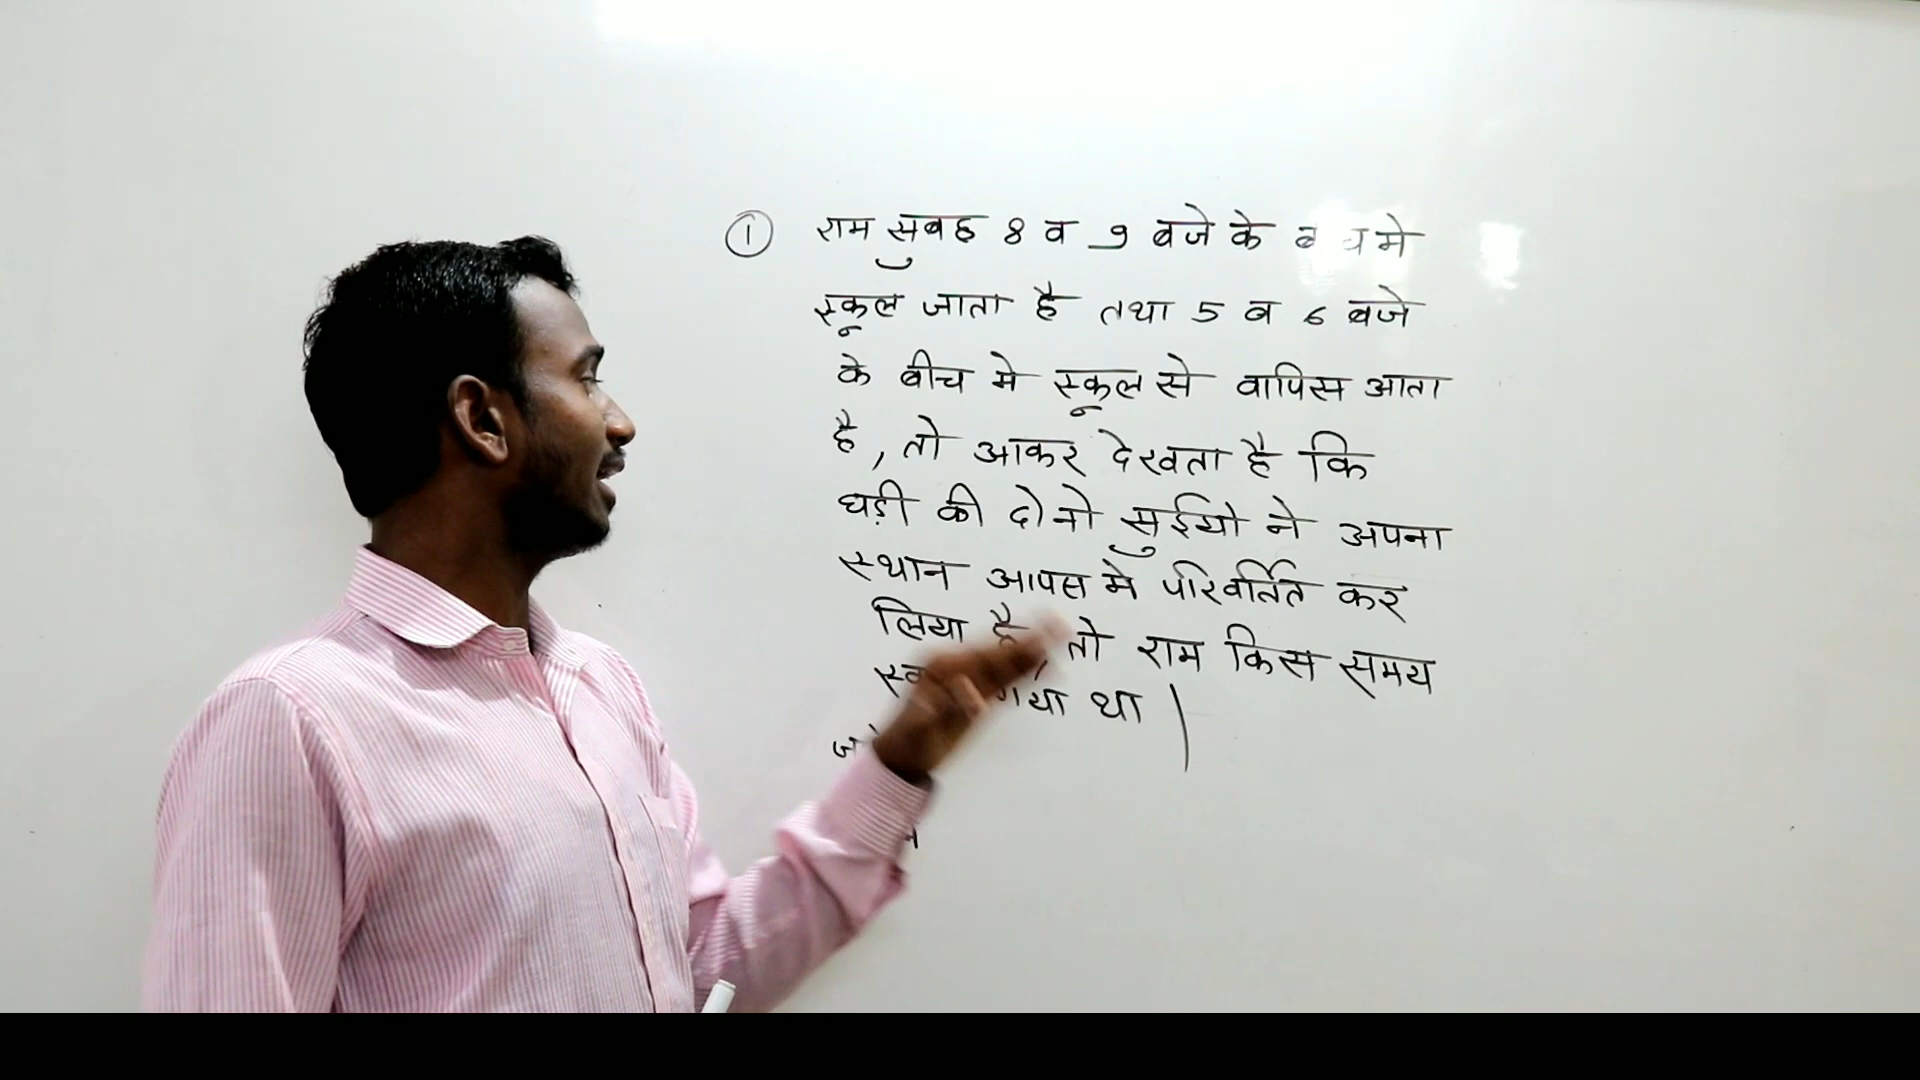 ① राम सुबह 8 व 9 बजे के में
स्कूल जाता है तथा 5 व 6 बजे
के बीच मे स्कूल से वापिस आता
है, तो आकर देखता है कि
घड़ी की दोनो सुईयो ने अपना
स्थान आपस मे परिवर्तित कर
लिया है, तो राम किस समय
गया था |